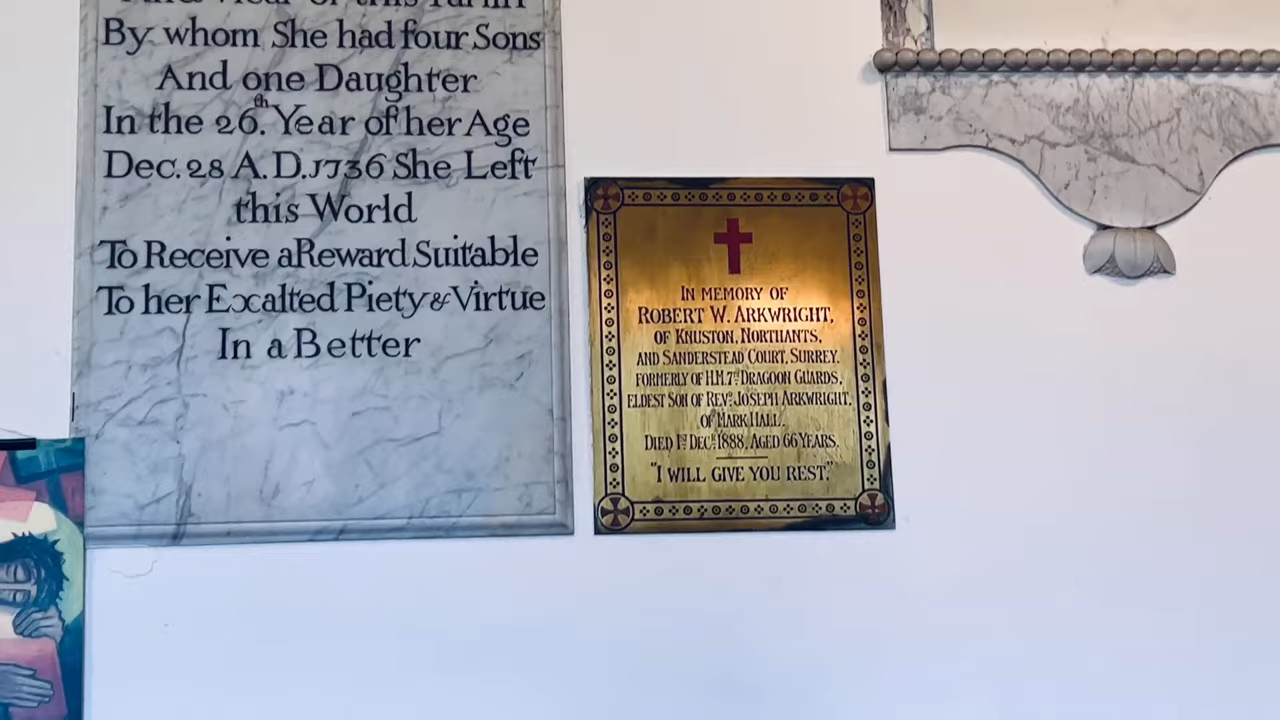 By whom She had four Sons
And one Daughter
In the 26.th Year of her Age
Dec. 28 A.D. 1736 She Left
this World
To Receive a Reward Suitable
To her Exalted Piety & Virtue
In a Better
IN MEMORY OF
ROBERT W. ARKWRIGHT,
OF KNUSTON, NORTHANTS,
AND SANDERSTEAD COURT, SURREY.
FORMERLY OF H.M. 7TH DRAGOON GUARDS,
ELDEST SON OF REVD. JOSEPH ARKWRIGHT.
OF MARK HALL.
DIED 1ST DECR. 1888, AGED 66 YEARS.
"I WILL GIVE YOU REST."